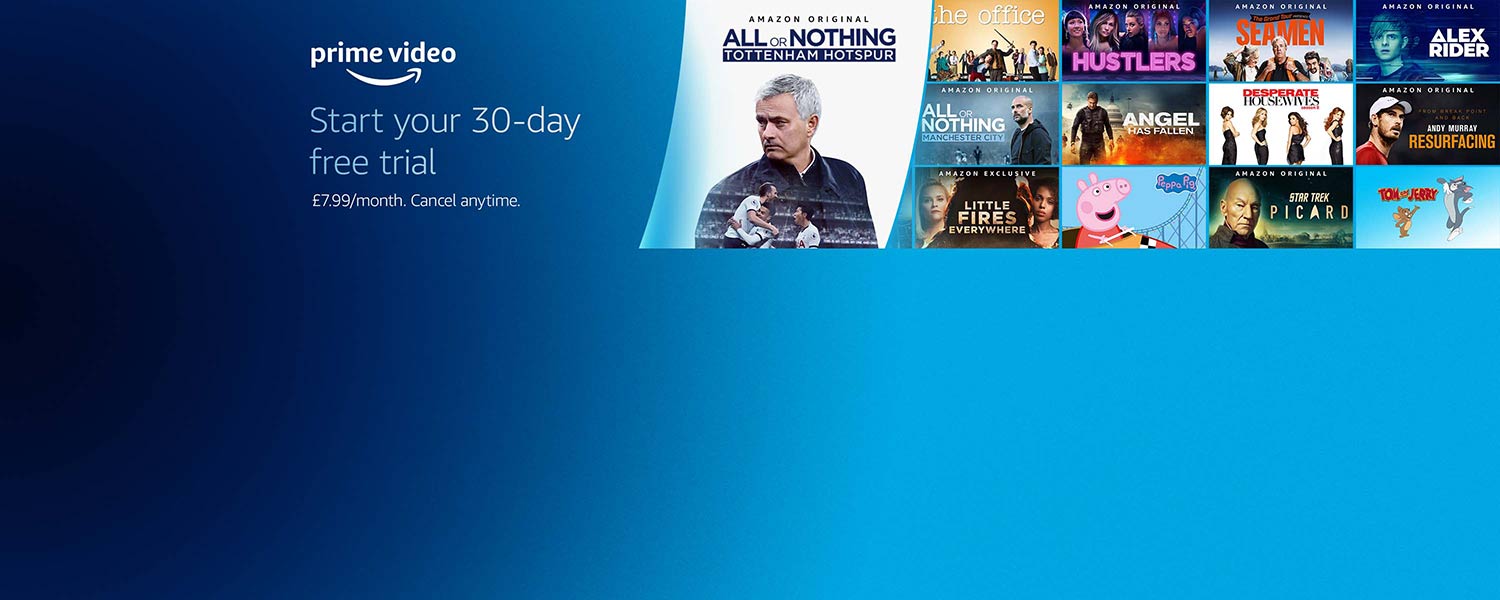 prime video
Start your 30-day
free trial
£7.99/month. Cancel anytime.
AMAZON ORIGINAL
ALL OR NOTHING
TOTTENHAM HOTSPUR
the office
AMAZON ORIGINAL
HUSTLERS
AMAZON ORIGINAL
The Grand Tour presents
SEAMEN
AMAZON ORIGINAL
ALEX
RIDER
AMAZON ORIGINAL
ALL OR
NOTHING
MANCHESTER CITY
ANGEL
HAS FALLEN
DESPERATE
HOUSEWIVES
AMAZON ORIGINAL
FROM BREAK POINT
AND BACK
ANDY MURRAY
RESURFACING
AMAZON EXCLUSIVE
LITTLE
FIRES
EVERYWHERE
Peppa Pig
AMAZON ORIGINAL
STAR TREK
PICARD
TOM AND JERRY